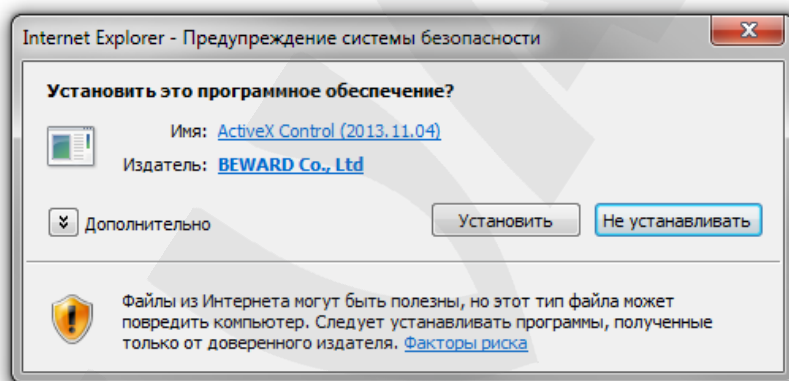 Internet Explorer - Предупреждение системы безопасности
Установить это программное обеспечение?
Имя: ActiveX Control (2013.11.04)
Издатель: BEWARD Co., Ltd
Дополнительно
Установить
Не устанавливать
Файлы из Интернета могут быть полезны, но этот тип файла может
повредить компьютер. Следует устанавливать программы, полученные
только от доверенного издателя. Факторы риска